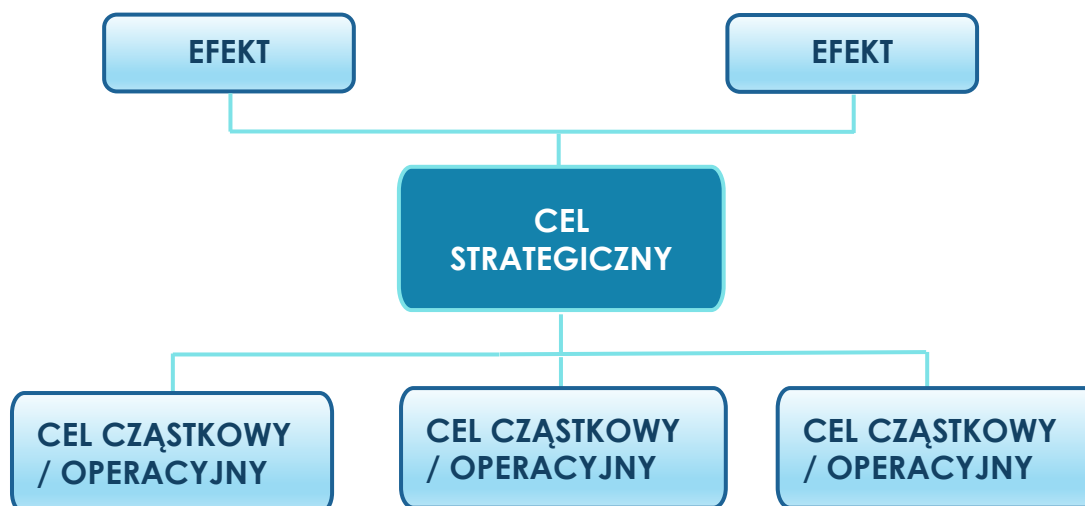 EFEKT
EFEKT
CEL
STRATEGICZNY
CEL CZĄSTKOWY
/ OPERACYJNY
CEL CZĄSTKOWY
/ OPERACYJNY
CEL CZĄSTKOWY
/ OPERACYJNY